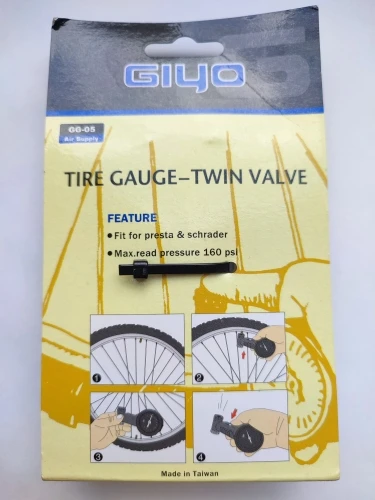 GIYO
GG-05
Air Supply
TIRE GAUGE-TWIN VALVE
FEATURE
•Fit for presta & schrader
•Max.read pressure 160 psi
1
2
3
4
Made in Taiwan